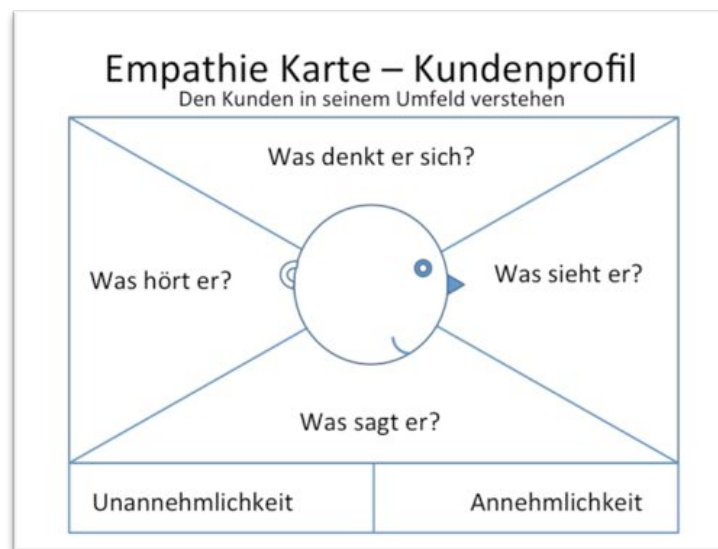 Empathie Karte – Kundenprofil
Den Kunden in seinem Umfeld verstehen
Was denkt er sich?
Was hört er?
Was sieht er?
Was sagt er?
Unannehmlichkeit
Annehmlichkeit